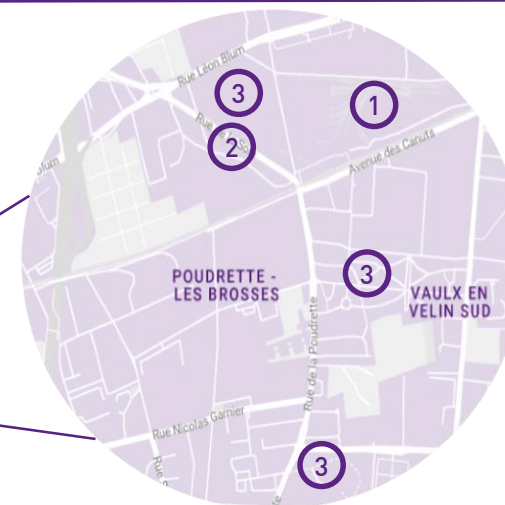 Rue Léon Blum
3
1
2
Avenue des Canuts
Blum
3
POUDRETTE -
LES BROSSES
VAULX EN
VELIN SUD
Rue de la Poudrette
Rue Nicolas Garnier
3